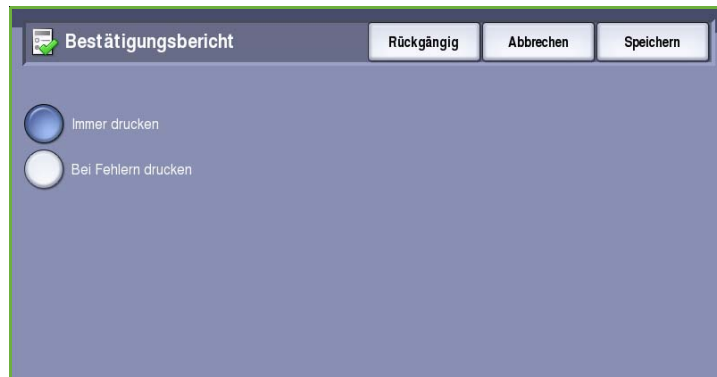 Bestätigungsbericht
Rückgängig
Abbrechen
Speichern
Immer drucken
Bei Fehlern drucken